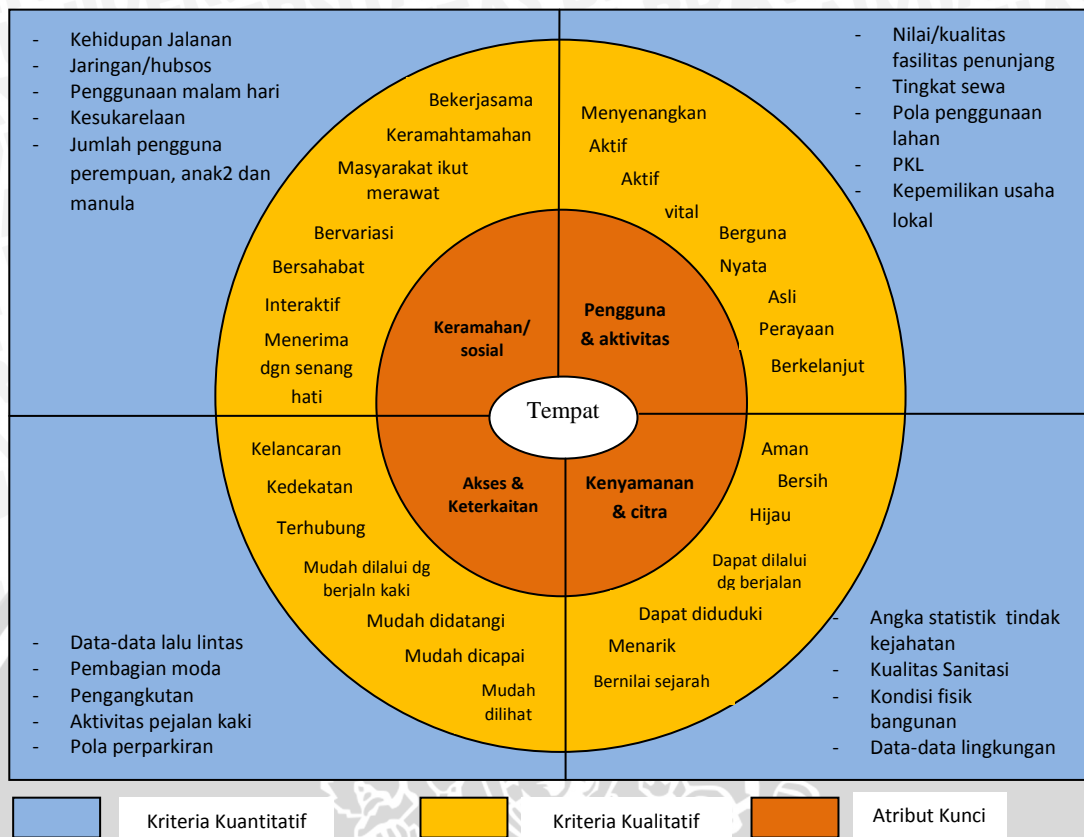 - Kehidupan Jalanan
- Jaringan/hubsos
- Penggunaan malam hari
- Kesukarelaan
- Jumlah pengguna
perempuan, anak2 dan
manula
- Nilai/kualitas
fasilitas penunjang
- Tingkat sewa
- Pola penggunaan
lahan
- PKL
- Kepemilikan usaha
lokal
Bekerjasama
Keramahtamahan
Masyarakat ikut
merawat
Bervariasi
Bersahabat
Interaktif
Menerima
dgn senang
hati
Menyenangkan
Aktif
Aktif
vital
Berguna
Nyata
Asli
Perayaan
Berkelanjut
Keramahan/
sosial
Pengguna
& aktivitas
Tempat
Akses &
Keterkaitan
Kenyamanan
& citra
Kelancaran
Kedekatan
Terhubung
Mudah dilalui dg
berjaln kaki
Mudah didatangi
Mudah dicapai
Mudah
dilihat
Aman
Bersih
Hijau
Dapat dilalui
dg berjalan
Dapat diduduki
Menarik
Bernilai sejarah
- Data-data lalu lintas
- Pembagian moda
- Pengangkutan
- Aktivitas pejalan kaki
- Pola perparkiran
- Angka statistik tindak
kejahatan
- Kualitas Sanitasi
- Kondisi fisik
bangunan
- Data-data lingkungan
Kriteria Kuantitatif
Kriteria Kualitatif
Atribut Kunci